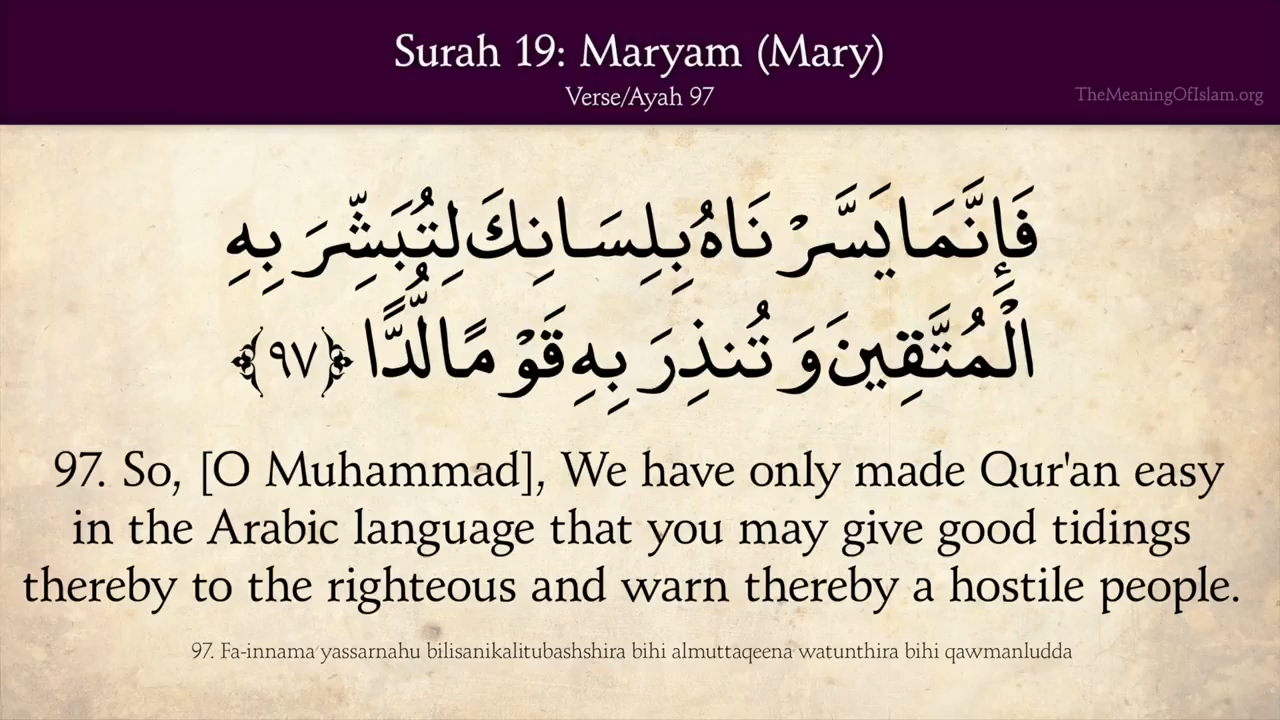 Surah 19: Maryam (Mary)
Verse/Ayah 97
TheMeaningOfIslam.org
فَإِنَّمَا يَسَّرْنَاهُ بِلِسَانِكَ لِتُبَشِّرَ بِهِ
الْمُتَّقِينَ وَتُنذِرَ بِهِ قَوْمًا لُّدًّا ﴿٩٧﴾
97. So, [O Muhammad], We have only made Qur'an easy
in the Arabic language that you may give good tidings
thereby to the righteous and warn thereby a hostile people.
97. Fa-innama yassarnahu bilisanikalitubashshira bihi almuttaqeena watunthira bihi qawmanludda